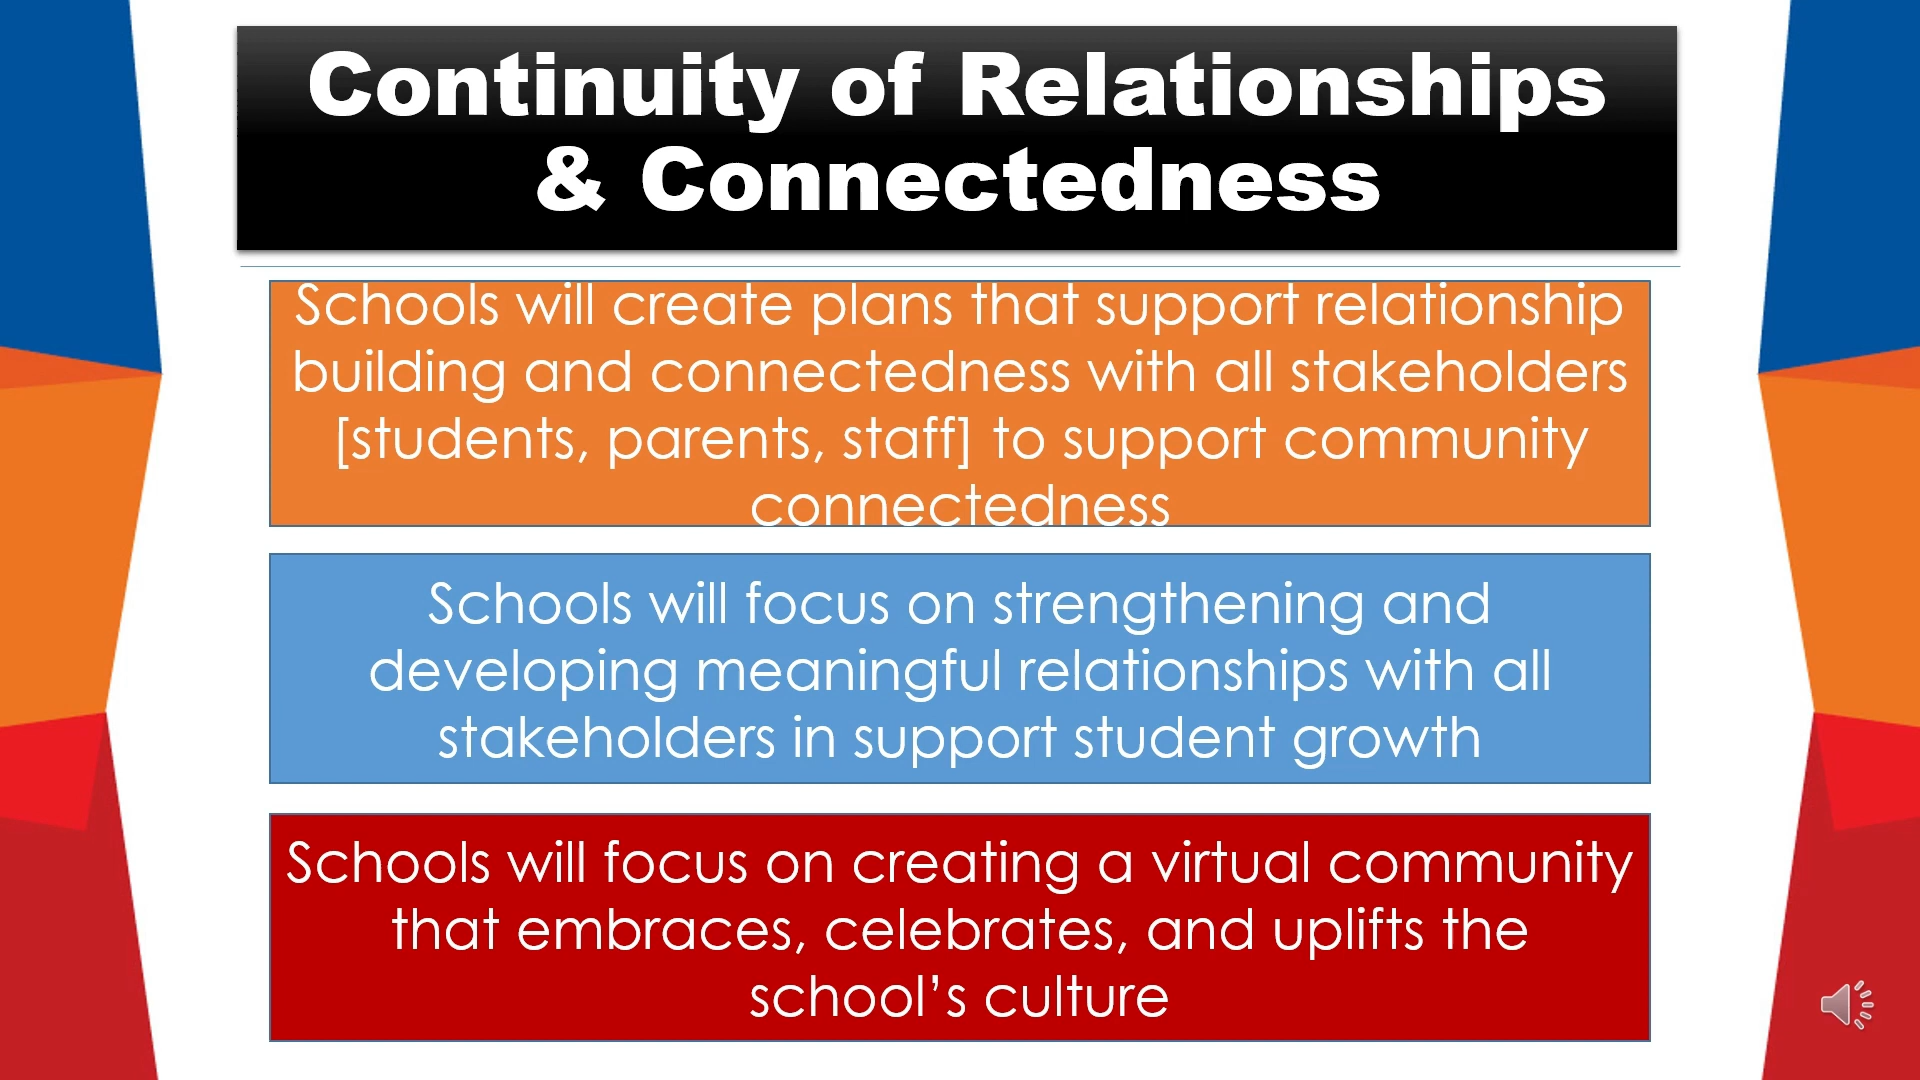 Continuity of Relationships
& Connectedness
Schools will create plans that support relationship
building and connectedness with all stakeholders
[students, parents, staff] to support community
connectedness
Schools will focus on strengthening and
developing meaningful relationships with all
stakeholders in support student growth
Schools will focus on creating a virtual community
that embraces, celebrates, and uplifts the
school’s culture